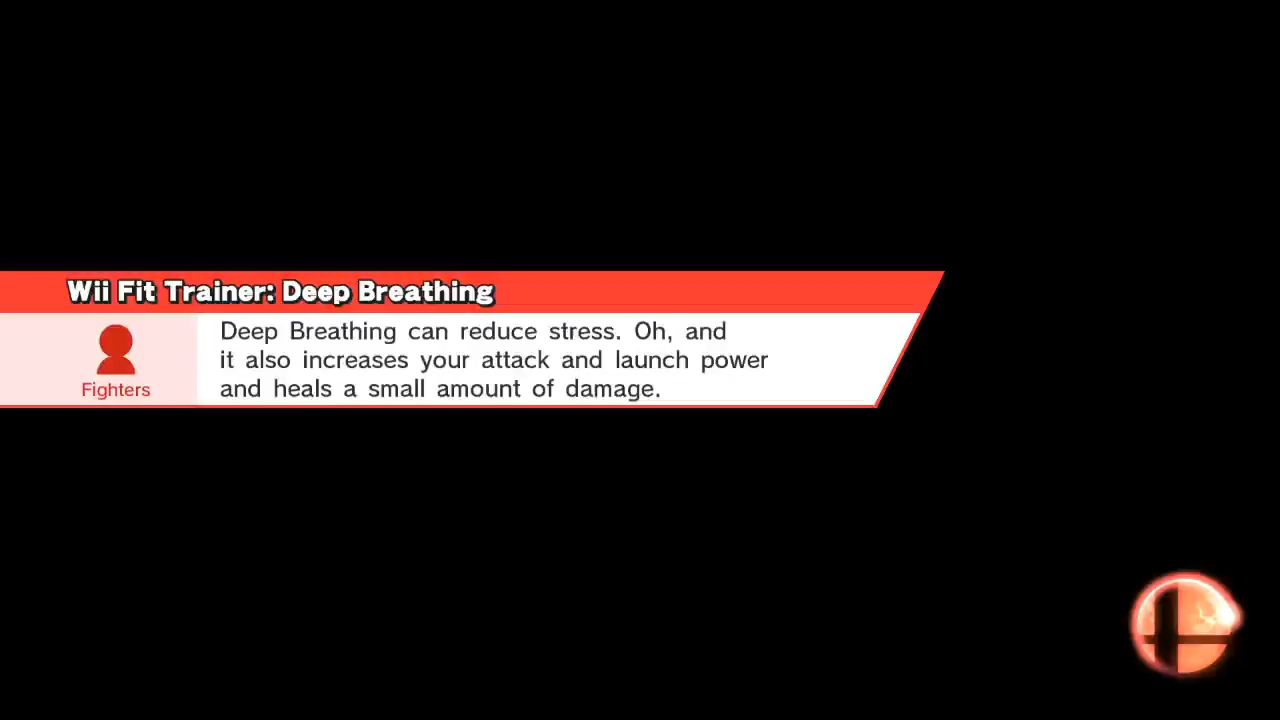 Wii Fit Trainer: Deep Breathing
Deep Breathing can reduce stress. Oh, and
it also increases your attack and launch power
and heals a small amount of damage.
Fighters